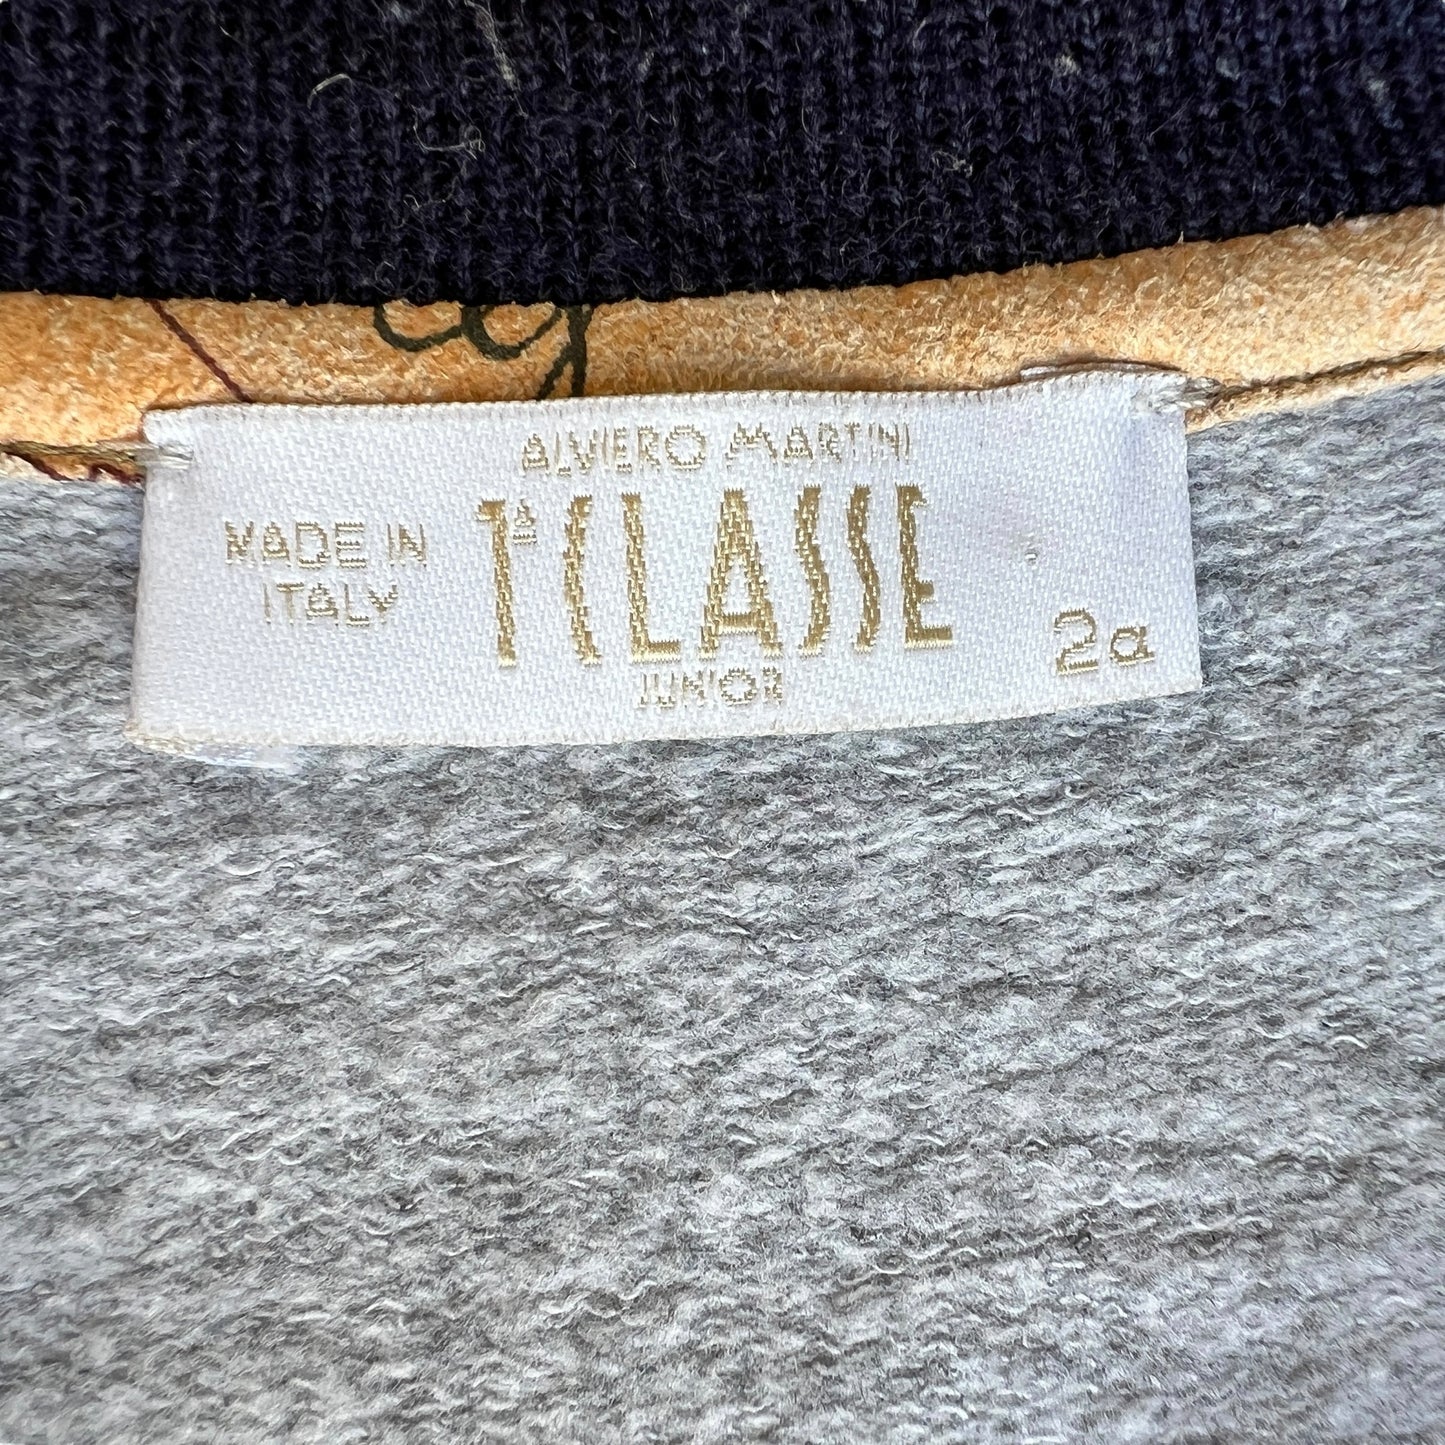 ALVIERO MARTINI
1ᴬ CLASSE
JUNIOR
MADE IN
ITALY
2a